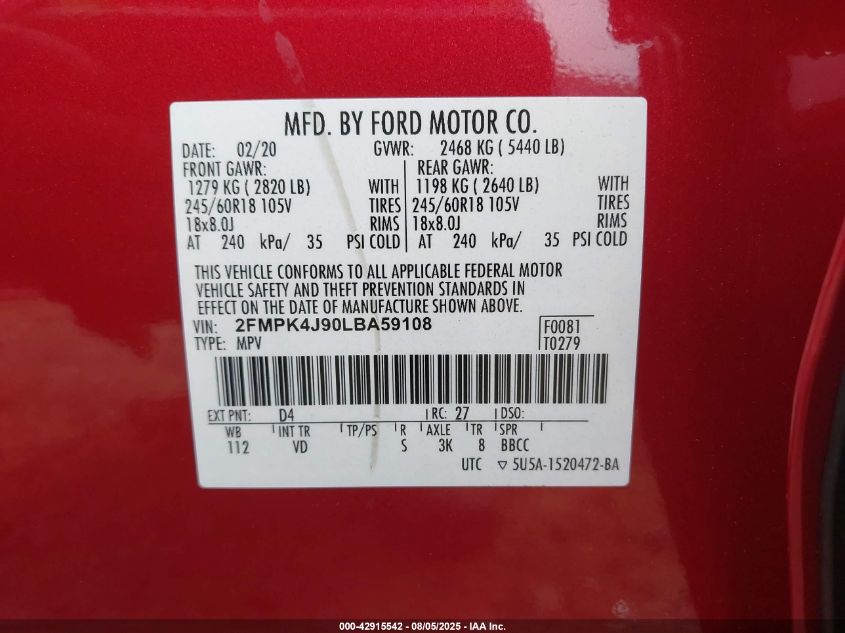 MFD. BY FORD MOTOR CO.
DATE: 02/20 GVWR: 2468 KG ( 5440 LB)
FRONT GAWR: REAR GAWR:
1279 KG ( 2820 LB) WITH 1198 KG ( 2640 LB) WITH
245/60R18 105V TIRES 245/60R18 105V TIRES
18x8.0J RIMS 18x8.0J RIMS
AT 240 kPa/ 35 PSI COLD AT 240 kPa/ 35 PSI COLD
THIS VEHICLE CONFORMS TO ALL APPLICABLE FEDERAL MOTOR
VEHICLE SAFETY AND THEFT PREVENTION STANDARDS IN
EFFECT ON THE DATE OF MANUFACTURE SHOWN ABOVE.
VIN: 2FMPK4J90LBA59108 F0081
TYPE: MPV T0279
EXT PNT: D4 RC: 27 DSO:
WB INT TR TP/PS R AXLE TR SPR
112 VD S 3K 8 BBCC
UTC ▽ 5U5A-1520472-BA
000-42915542 - 08/05/2025 - IAA Inc.